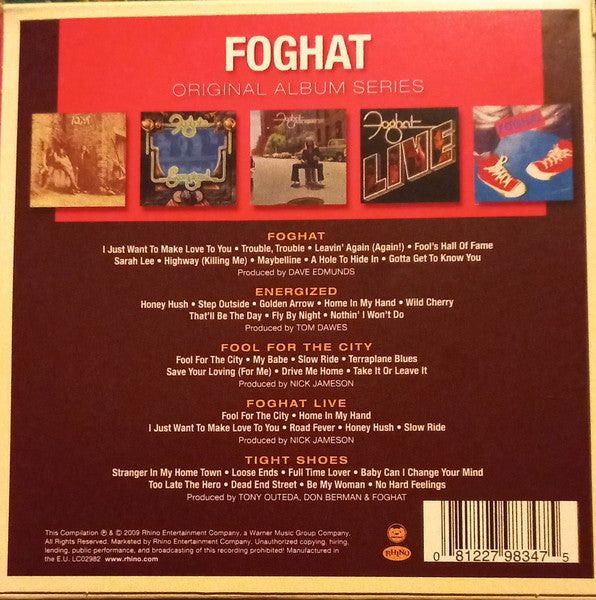 FOGHAT
ORIGINAL ALBUM SERIES
Foghat
Energized
Foghat
Foghat
LIVE
FOGHAT
FOGHAT
I Just Want To Make Love To You • Trouble, Trouble • Leavin' Again (Again!) • Fool's Hall Of Fame
Sarah Lee • Highway (Killing Me) • Maybelline • A Hole To Hide In • Gotta Get To Know You
Produced by DAVE EDMUNDS
ENERGIZED
Honey Hush • Step Outside • Golden Arrow • Home In My Hand • Wild Cherry
That'll Be The Day • Fly By Night • Nothin' I Won't Do
Produced by TOM DAWES
FOOL FOR THE CITY
Fool For The City • My Babe • Slow Ride • Terraplane Blues
Save Your Loving (For Me) • Drive Me Home • Take It Or Leave It
Produced by NICK JAMESON
FOGHAT LIVE
Fool For The City • Home In My Hand
I Just Want To Make Love To You • Road Fever • Honey Hush • Slow Ride
Produced by NICK JAMESON
TIGHT SHOES
Stranger In My Home Town • Loose Ends • Full Time Lover • Baby Can I Change Your Mind
Too Late The Hero • Dead End Street • Be My Woman • No Hard Feelings
Produced by TONY OUTEDA, DON BERMAN & FOGHAT
This Compilation ℗ & © 2009 Rhino Entertainment Company, a Warner Music Group Company.
All Rights Reserved. Marketed by Rhino Entertainment Company. Unauthorized copying, hiring,
lending, public performance, and broadcasting of this recording prohibited! Manufactured in
the E.U. LC02982 www.rhino.com
RHINO
0 81227 98347 5